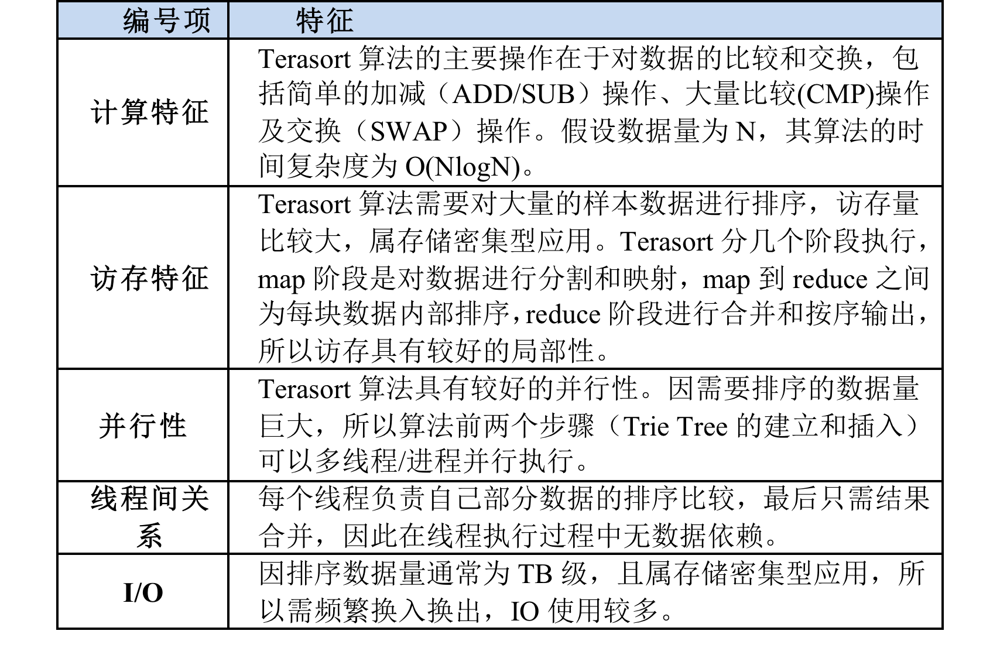 编号项 特征
计算特征
Terasort 算法的主要操作在于对数据的比较和交换，包
括简单的加减（ADD/SUB）操作、大量比较(CMP)操作
及交换（SWAP）操作。假设数据量为 N，其算法的时
间复杂度为 O(NlogN)。
访存特征
Terasort 算法需要对大量的样本数据进行排序，访存量
比较大，属存储密集型应用。Terasort 分几个阶段执行，
map 阶段是对数据进行分割和映射，map 到 reduce 之间
为每块数据内部排序，reduce 阶段进行合并和按序输出，
所以访存具有较好的局部性。
并行性
Terasort 算法具有较好的并行性。因需要排序的数据量
巨大，所以算法前两个步骤（Trie Tree 的建立和插入）
可以多线程/进程并行执行。
线程间关
系
每个线程负责自己部分数据的排序比较，最后只需结果
合并，因此在线程执行过程中无数据依赖。
I/O
因排序数据量通常为 TB 级，且属存储密集型应用，所
以需频繁换入换出，IO 使用较多。